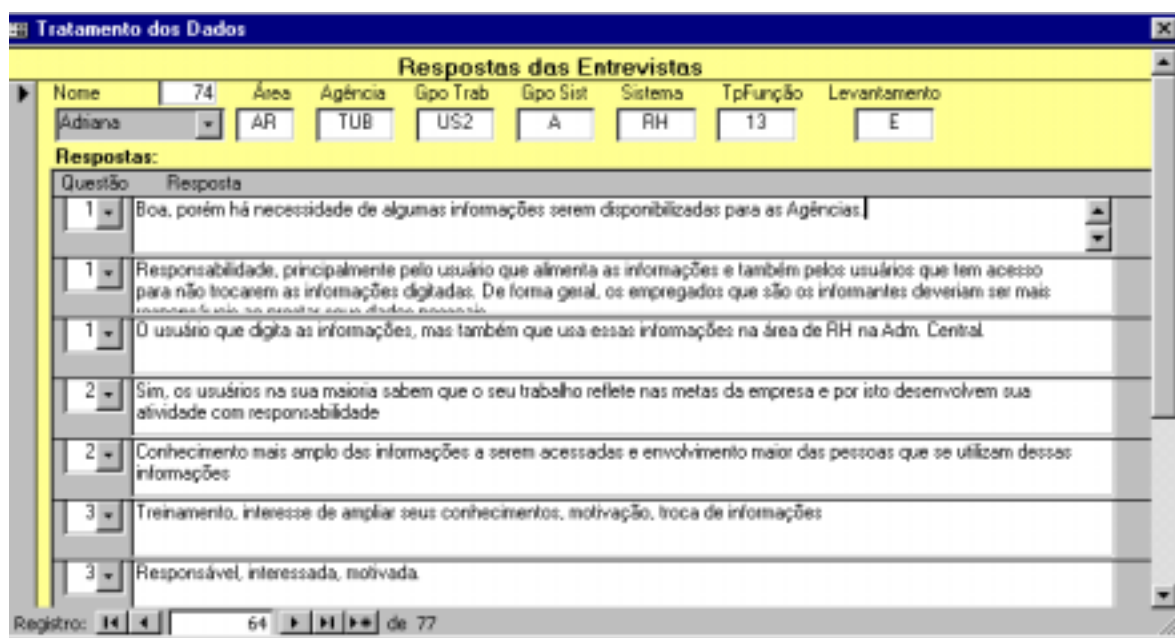 Tratamento dos Dados
Respostas das Entrevistas
Nome 74 Área Agência Gpo Trab Gpo Sist Sistema TpFunção Levantamento
Adriana AR TUB US2 A RH 13 E
Respostas:
Questão Resposta
1 Boa, porém há necessidade de algumas informações serem disponibilizadas para as Agências.
1 Responsabilidade, principalmente pelo usuário que alimenta as informações e também pelos usuários que tem acesso
para não trocarem as informações digitadas. De forma geral, os empregados que são os informantes deveriam ser mais
1 O usuário que digita as informações, mas também que usa essas informações na área de RH na Adm. Central.
2 Sim, os usuários na sua maioria sabem que o seu trabalho reflete nas metas da empresa e por isto desenvolvem sua
atividade com responsabilidade
2 Conhecimento mais amplo das informações a serem acessadas e envolvimento maior das pessoas que se utilizam dessas
informações
3 Treinamento, interesse de ampliar seus conhecimentos, motivação, troca de informações
3 Responsável, interessada, motivada.
Registro: 64 de 77